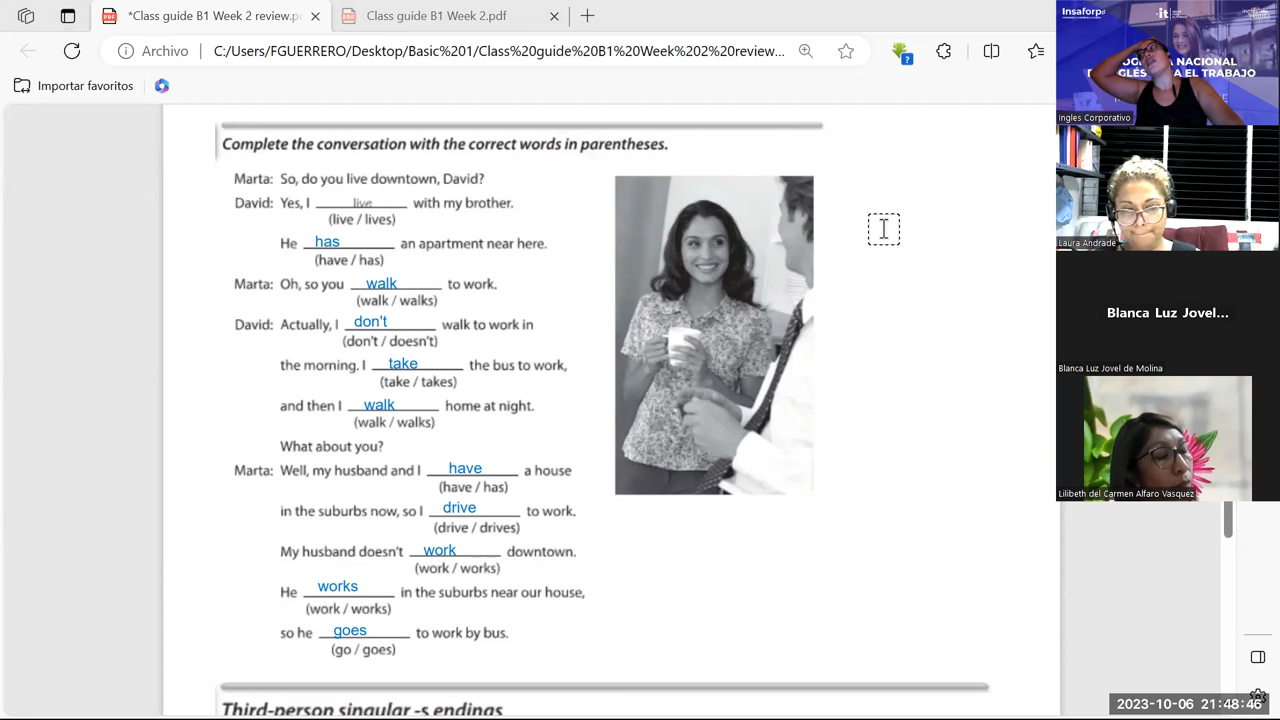 *Class guide B1 Week 2 review.pdf
Class guide B1 Week 2.pdf
Archivo
C:/Users/FGUERRERO/Desktop/Basic%201/Class%20guide%20B1%20Week%202%20review...
Importar favoritos
Complete the conversation with the correct words in parentheses.
Marta: So, do you live downtown, David?
David: Yes, I live with my brother.
(live / lives)
He has an apartment near here.
(have / has)
Marta: Oh, so you walk to work.
(walk / walks)
David: Actually, I don't walk to work in
(don't / doesn't)
the morning. I take the bus to work,
(take / takes)
and then I walk home at night.
(walk / walks)
What about you?
Marta: Well, my husband and I have a house
(have / has)
in the suburbs now, so I drive to work.
(drive / drives)
My husband doesn't work downtown.
(work / works)
He works in the suburbs near our house,
(work / works)
so he goes to work by bus.
(go / goes)
Third-person singular -s endings
Insaforp
it
NACIONAL
A EL TRABAJO
Ingles Corporativo
Laura Andrade
Blanca Luz Jovel...
Blanca Luz Jovel de Molina
Lilibeth del Carmen Alfaro Vasquez
2023-10-06 21:48:46